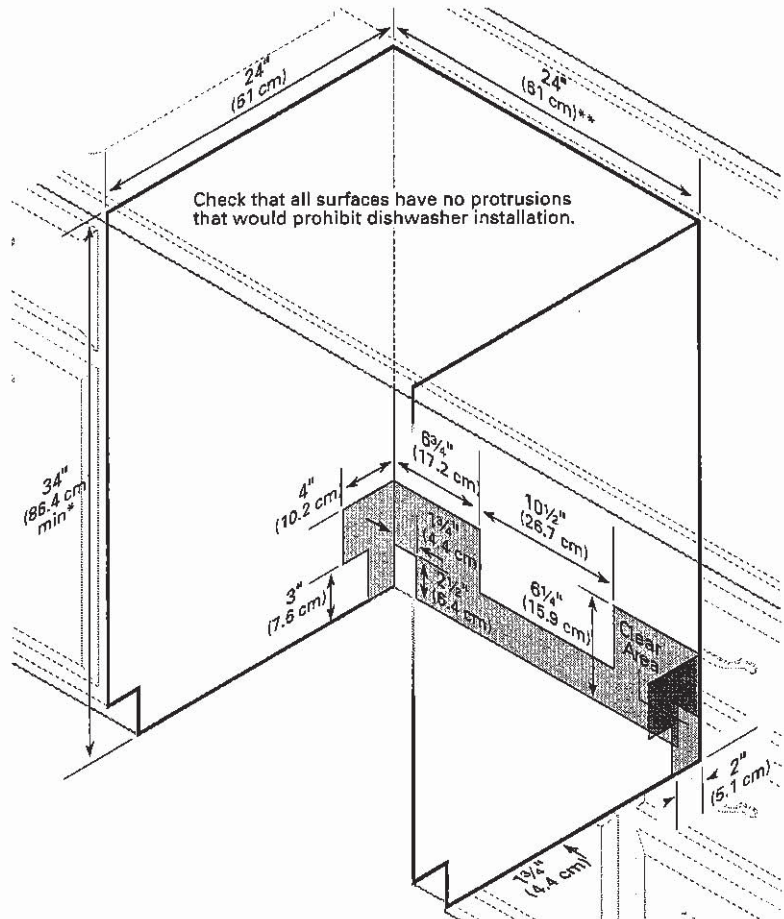 24"
(61 cm)
24"
(61 cm)**
Check that all surfaces have no protrusions
that would prohibit dishwasher installation.
6¾"
(17.2 cm)
4"
(10.2 cm)
10½"
(26.7 cm)
34"
(86.4 cm
min*
1¾"
(4.4 cm)
2½"
(6.4 cm)
3"
(7.6 cm)
6¼"
(15.9 cm)
Clear
Area
2"
(5.1 cm)
1¾"
(4.4 cm)